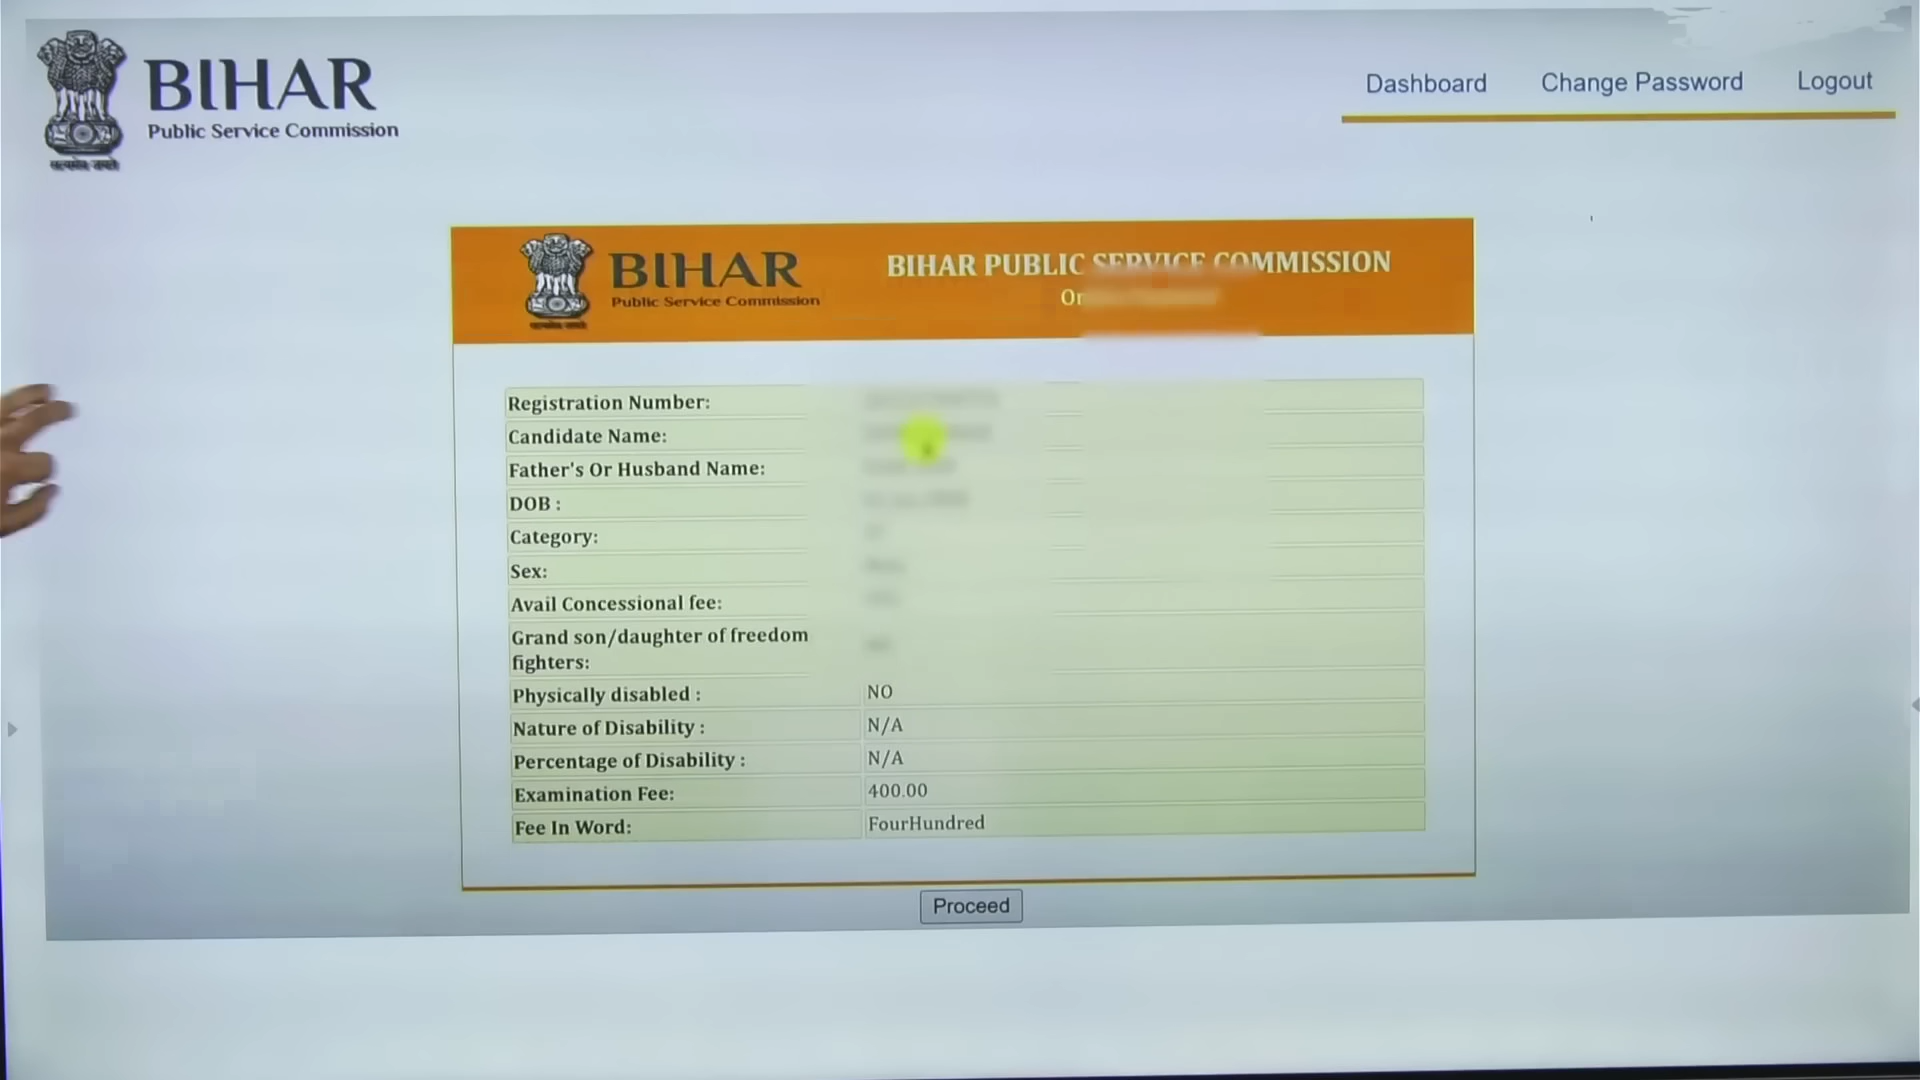 BIHAR
Public Service Commission
Dashboard Change Password Logout
BIHAR
Public Service Commission
BIHAR PUBLIC SERVICE COMMISSION
Registration Number:
Candidate Name:
Father's Or Husband Name:
DOB :
Category:
Sex:
Avail Concessional fee:
Grand son/daughter of freedom
fighters:
Physically disabled : NO
Nature of Disability : N/A
Percentage of Disability : N/A
Examination Fee: 400.00
Fee In Word: FourHundred
Proceed